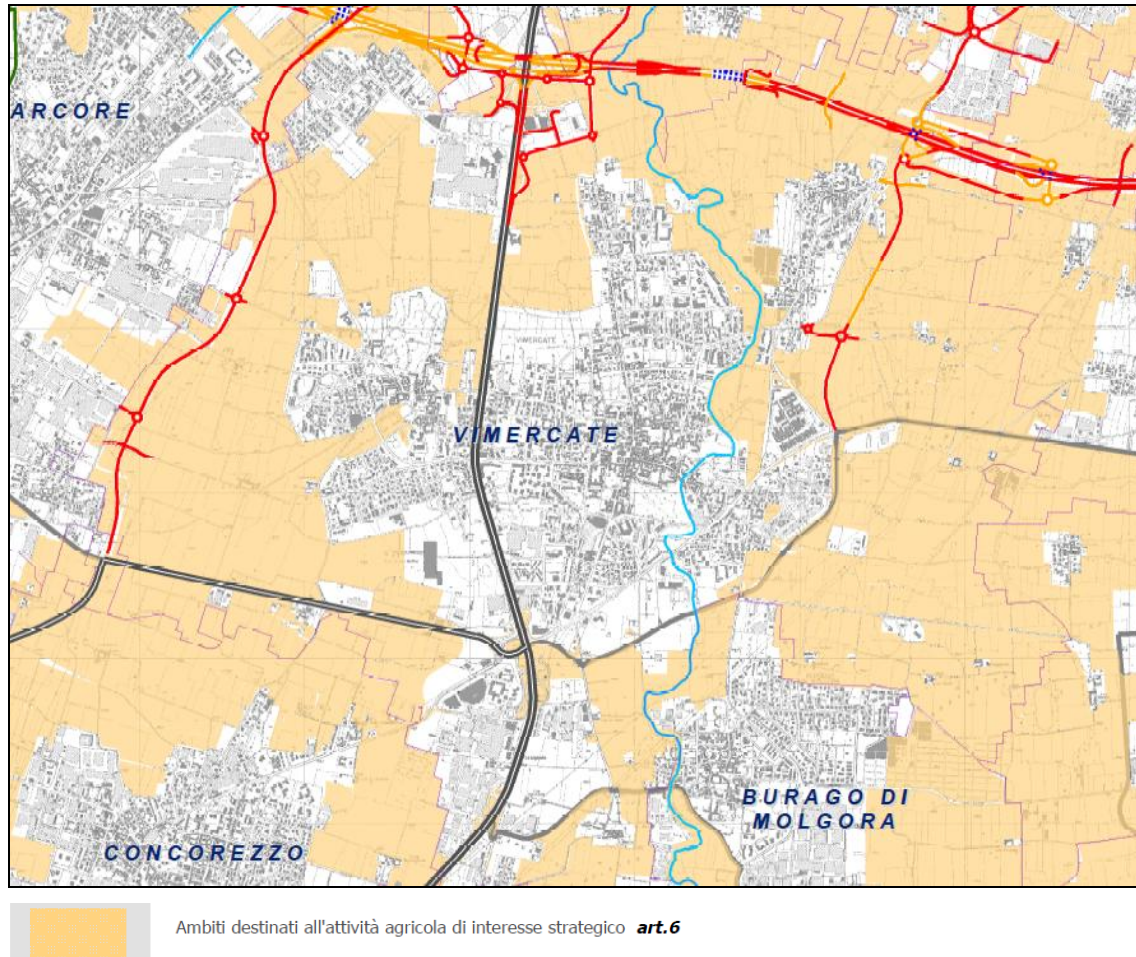 ARCORE
VIMERCATE
VIMERCATE
BURAGO DI
MOLGORA
CONCOREZZO
Ambiti destinati all'attività agricola di interesse strategico art.6